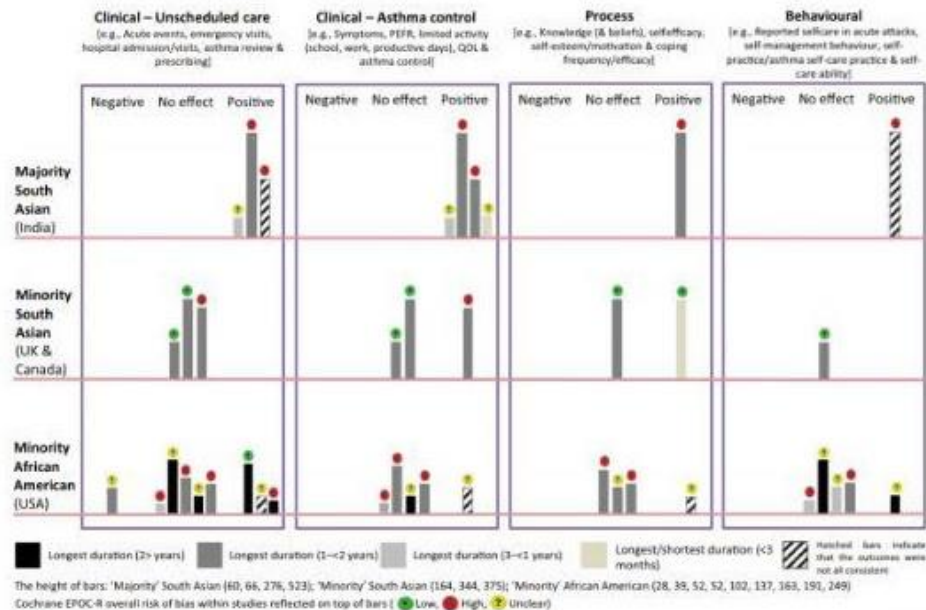 Clinical – Unscheduled care
[e.g., Acute events, emergency visits,
hospital admission/visits, asthma review &
prescribing]
Clinical – Asthma control
[e.g., Symptoms, PEFR, limited activity
(school, work, productive days), QOL &
asthma control]
Process
[e.g., Knowledge (& beliefs), selfefficacy,
self-esteem/motivation & coping
frequency/efficacy]
Behavioural
[e.g., Reported selfcare in acute attacks,
self-management behaviour, self-
practice/asthma self-care practice & self-
care ability]
Negative No effect Positive
Negative No effect Positive
Negative No effect Positive
Negative No effect Positive
Majority
South
Asian
(India)
Minority
South
Asian
(UK &
Canada)
Minority
African
American
(USA)
Longest duration (2> years)
Longest duration (1–<2 years)
Longest duration (3–<1 years)
Longest/shortest duration (<3
months)
Hatched bars indicate
that the outcomes were
not all consistent
The height of bars: 'Majority' South Asian (60, 66, 276, 523); 'Minority' South Asian (164, 344, 375); 'Minority' African American (28, 39, 52, 52, 102, 137, 163, 191, 249)
Cochrane EPOC-R overall risk of bias within studies reflected on top of bars ( Low, High, ? Unclear)